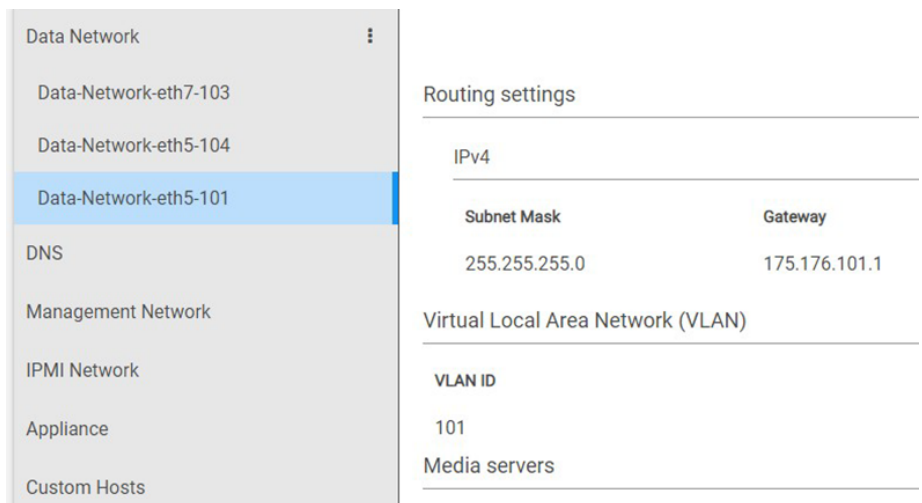 Data Network
Data-Network-eth7-103
Data-Network-eth5-104
Data-Network-eth5-101
DNS
Management Network
IPMI Network
Appliance
Custom Hosts
Routing settings
IPv4
Subnet Mask Gateway
255.255.255.0 175.176.101.1
Virtual Local Area Network (VLAN)
VLAN ID
101
Media servers